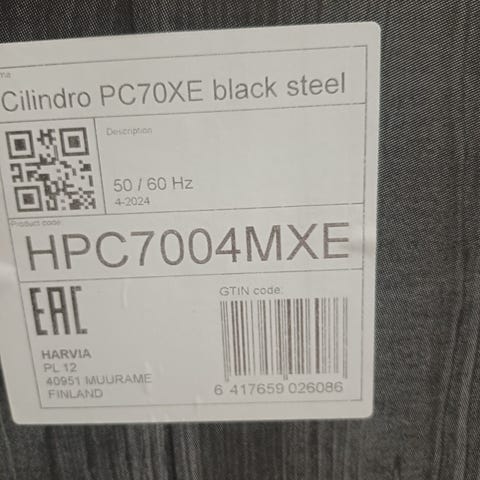 Cilindro PC70XE black steel
Description
50 / 60 Hz
4-2024
Product code:
HPC7004MXE
EAC
GTIN code:
HARVIA
PL 12
40951 MUURAME
FINLAND
6 417659 026086